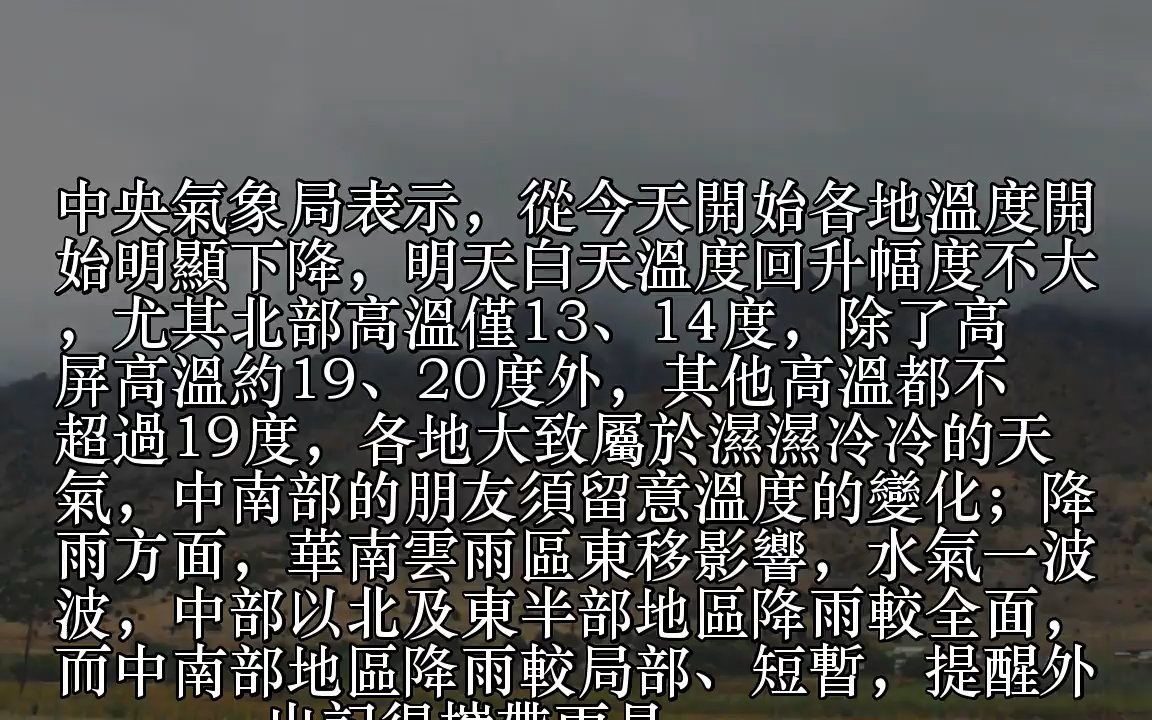 中央氣象局表示，從今天開始各地溫度開
始明顯下降，明天白天溫度回升幅度不大
，尤其北部高溫僅13、14度，除了高
屏高溫約19、20度外，其他高溫都不
超過19度，各地大致屬於濕濕冷冷的天
氣，中南部的朋友須留意溫度的變化；降
雨方面，華南雲雨區東移影響，水氣一波
波，中部以北及東半部地區降雨較全面，
而中南部地區降雨較局部、短暫，提醒外
出記得攜帶雨具